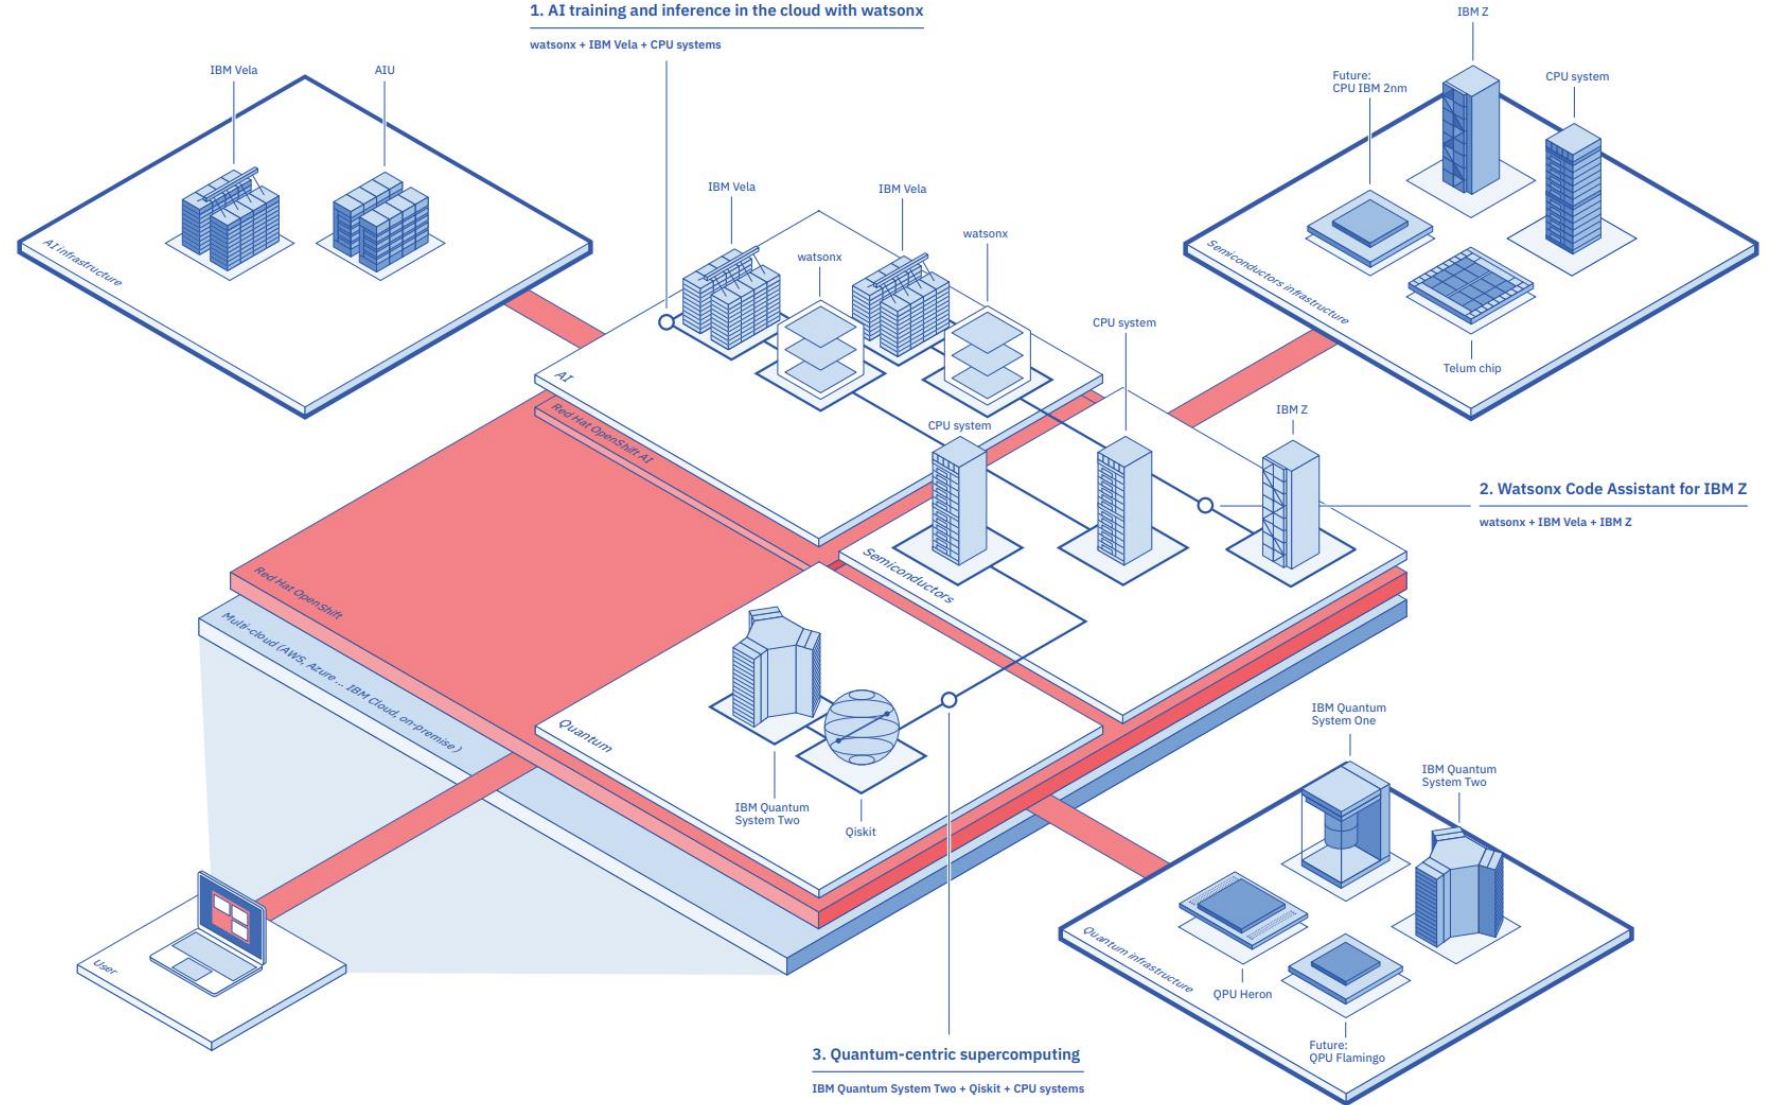 1. AI training and inference in the cloud with watsonx
watsonx + IBM Vela + CPU systems
IBM Vela
AIU
AI infrastructure
IBM Z
Future:
CPU IBM 2nm
CPU system
Semiconductors infrastructure
Telum chip
IBM Vela
IBM Vela
watsonx
watsonx
AI
Red Hat OpenShift AI
CPU system
CPU system
IBM Z
Semiconductors
2. Watsonx Code Assistant for IBM Z
watsonx + IBM Vela + IBM Z
Red Hat OpenShift
Multi-cloud (AWS, Azure ... IBM Cloud, on-premise)
Quantum
IBM Quantum
System Two
Qiskit
User
IBM Quantum
System One
IBM Quantum
System Two
Quantum infrastructure
QPU Heron
Future:
QPU Flamingo
3. Quantum-centric supercomputing
IBM Quantum System Two + Qiskit + CPU systems